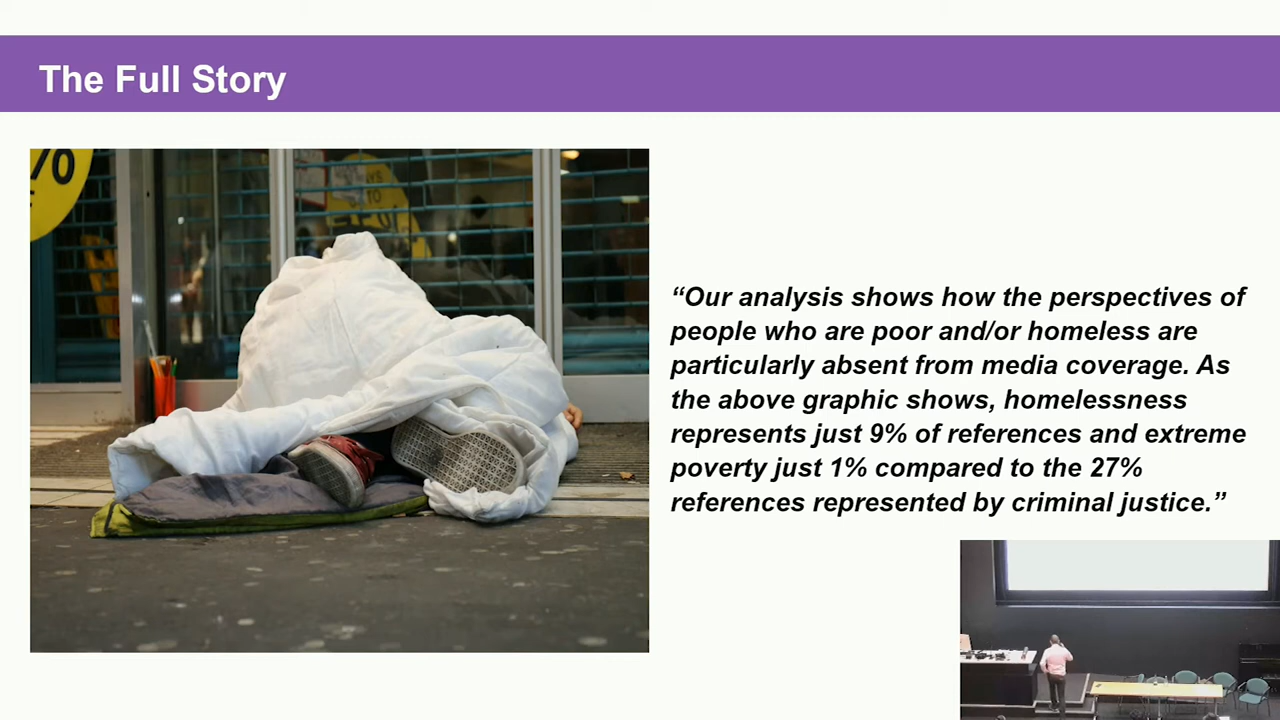 The Full Story
%
TO
“Our analysis shows how the perspectives of
people who are poor and/or homeless are
particularly absent from media coverage. As
the above graphic shows, homelessness
represents just 9% of references and extreme
poverty just 1% compared to the 27%
references represented by criminal justice.”